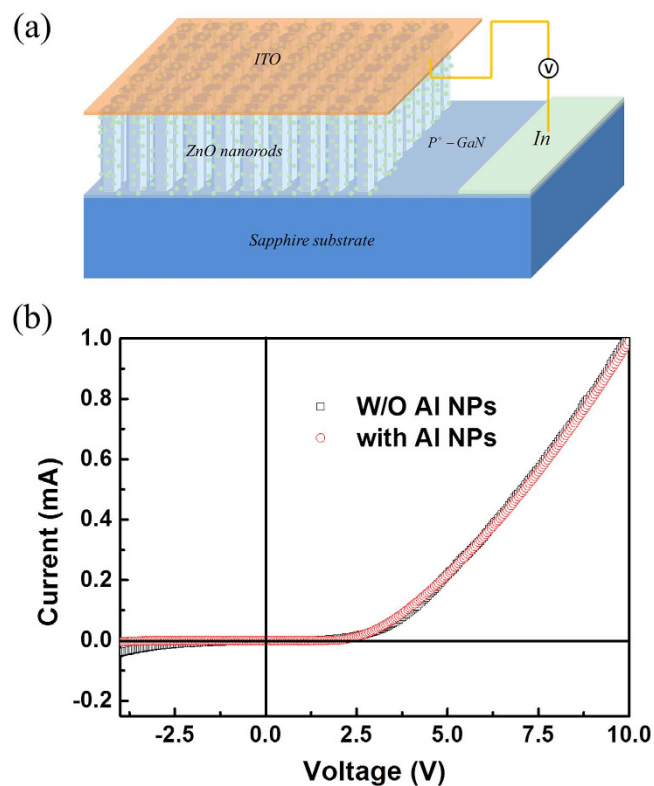 (a)
ITO
V
ZnO nanorods
P⁺ – GaN
In
Sapphire substrate
(b)
1.0
0.8
0.6
0.4
0.2
0.0
-0.2
Current (mA)
W/O Al NPs
with Al NPs
-2.5 0.0 2.5 5.0 7.5 10.0
Voltage (V)